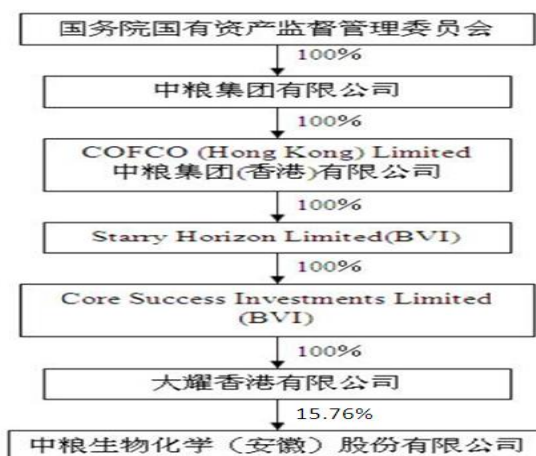 国务院国有资产监督管理委员会
100%
中粮集团有限公司
100%
COFCO (Hong Kong) Limited
中粮集团(香港)有限公司
100%
Starry Horizon Limited(BVI)
100%
Core Success Investments Limited
(BVI)
100%
大耀香港有限公司
15.76%
中粮生物化学（安徽）股份有限公司